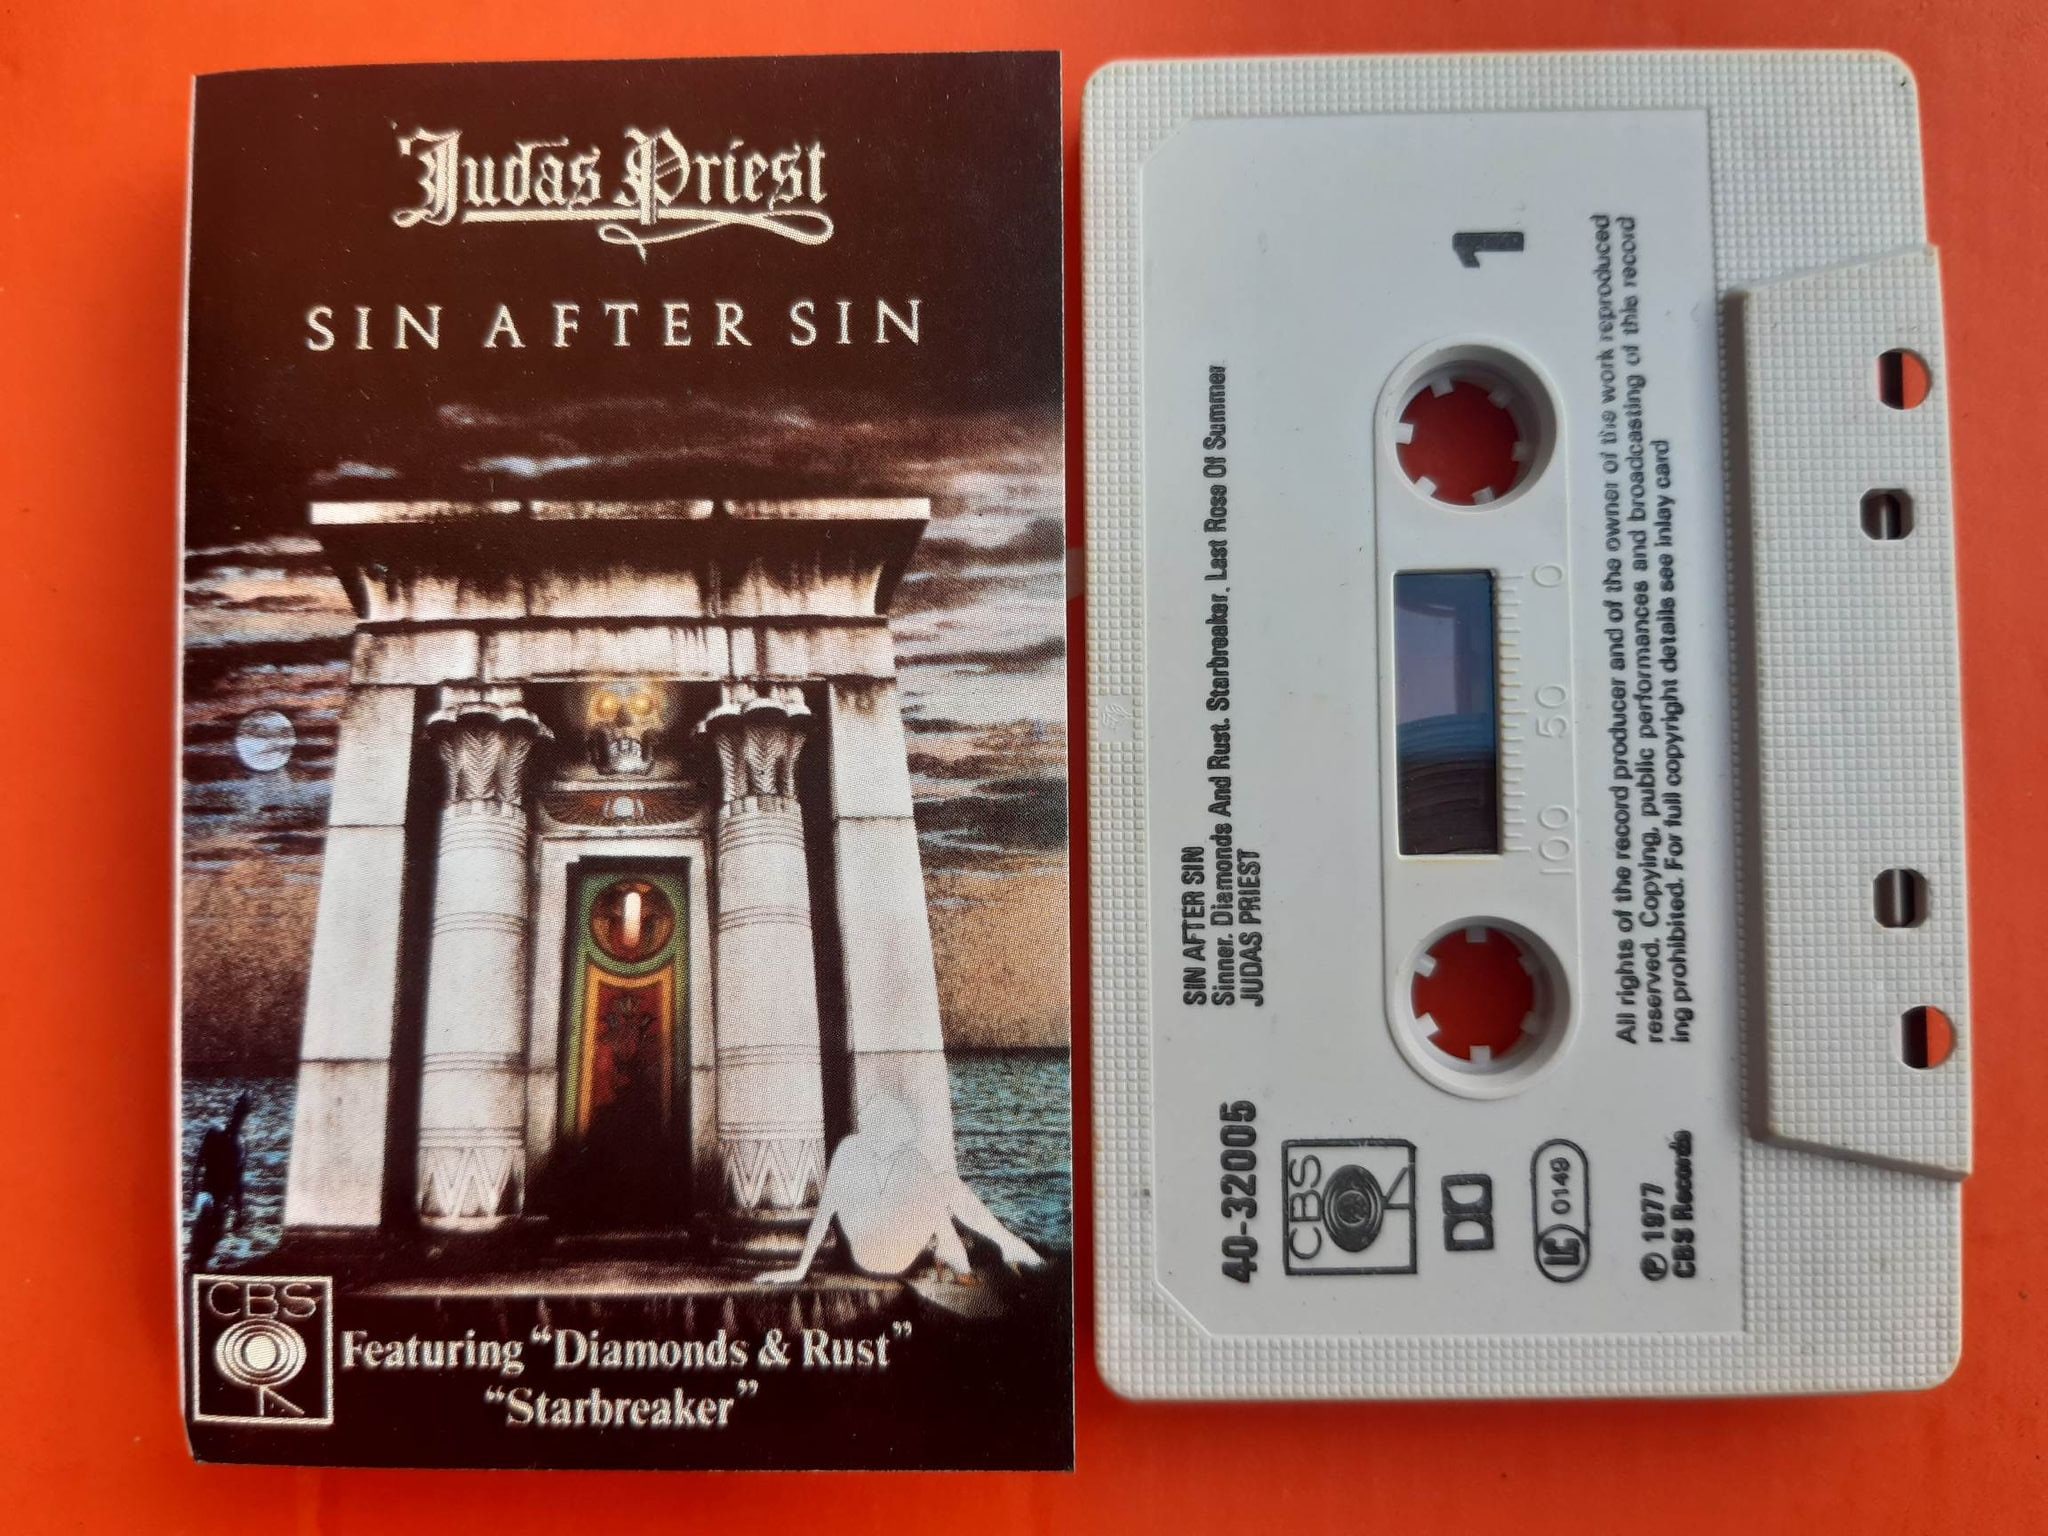 Judas Priest
SIN AFTER SIN
CBS
Featuring “Diamonds & Rust”
“Starbreaker”
SIN AFTER SIN
Sinner. Diamonds And Rust. Starbreaker. Last Rose Of Summer
JUDAS PRIEST
1
40-32005
CBS
LC 0149
℗ 1977
CBS Records
0 50 100
All rights of the record producer and of the owner of the work reproduced
reserved. Copying, public performances and broadcasting of this record
ing prohibited. For full copyright details see inlay card